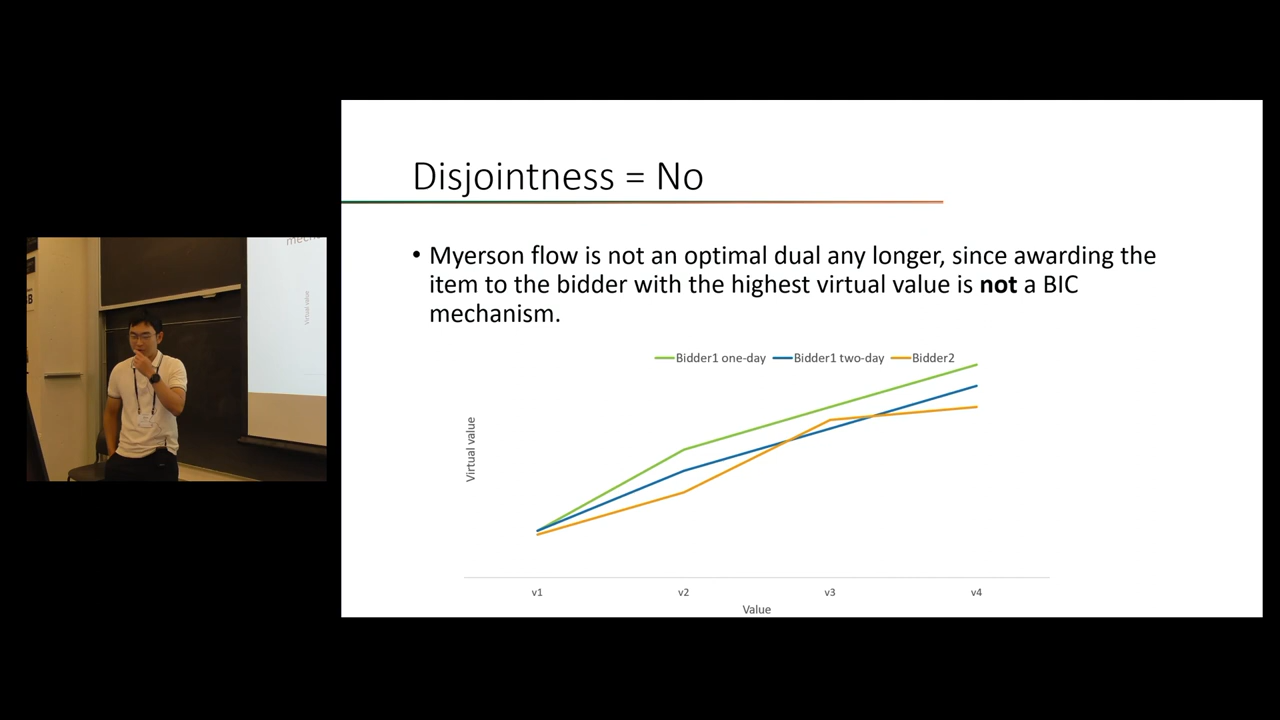 Disjointness = No
• Myerson flow is not an optimal dual any longer, since awarding the
item to the bidder with the highest virtual value is not a BIC
mechanism.
Bidder1 one-day Bidder1 two-day Bidder2
Virtual value
v1 v2 v3 v4
Value